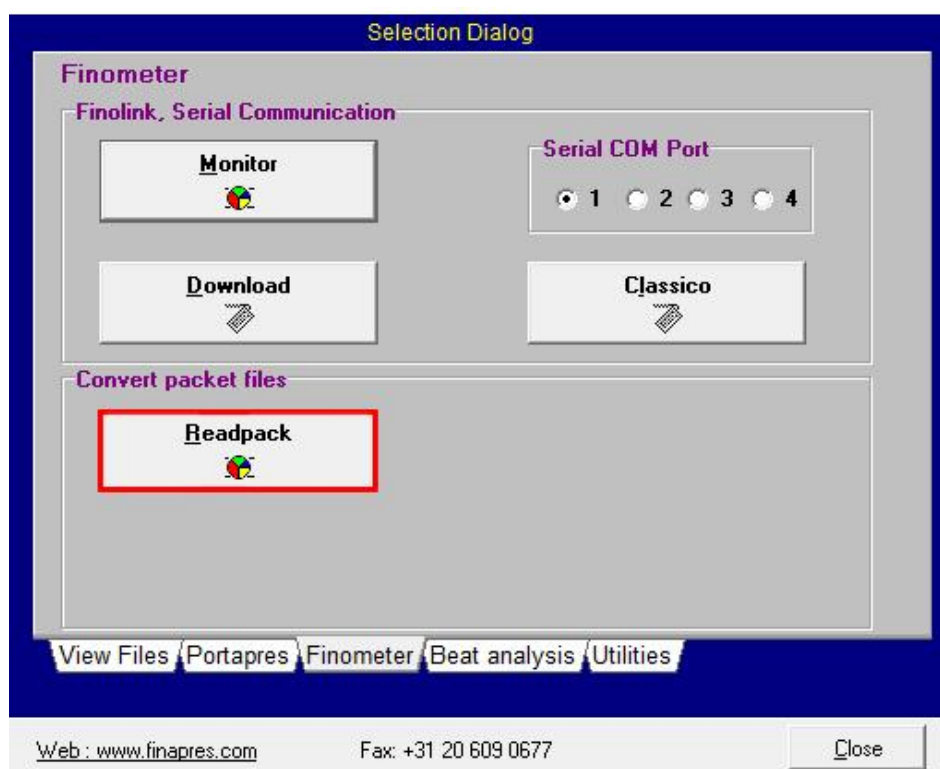 Selection Dialog
Finometer
Finolink, Serial Communication
Monitor
Serial COM Port
1 2 3 4
Download
Classico
Convert packet files
Readpack
View Files Portapres Finometer Beat analysis Utilities
Web : www.finapres.com Fax: +31 20 609 0677 Close